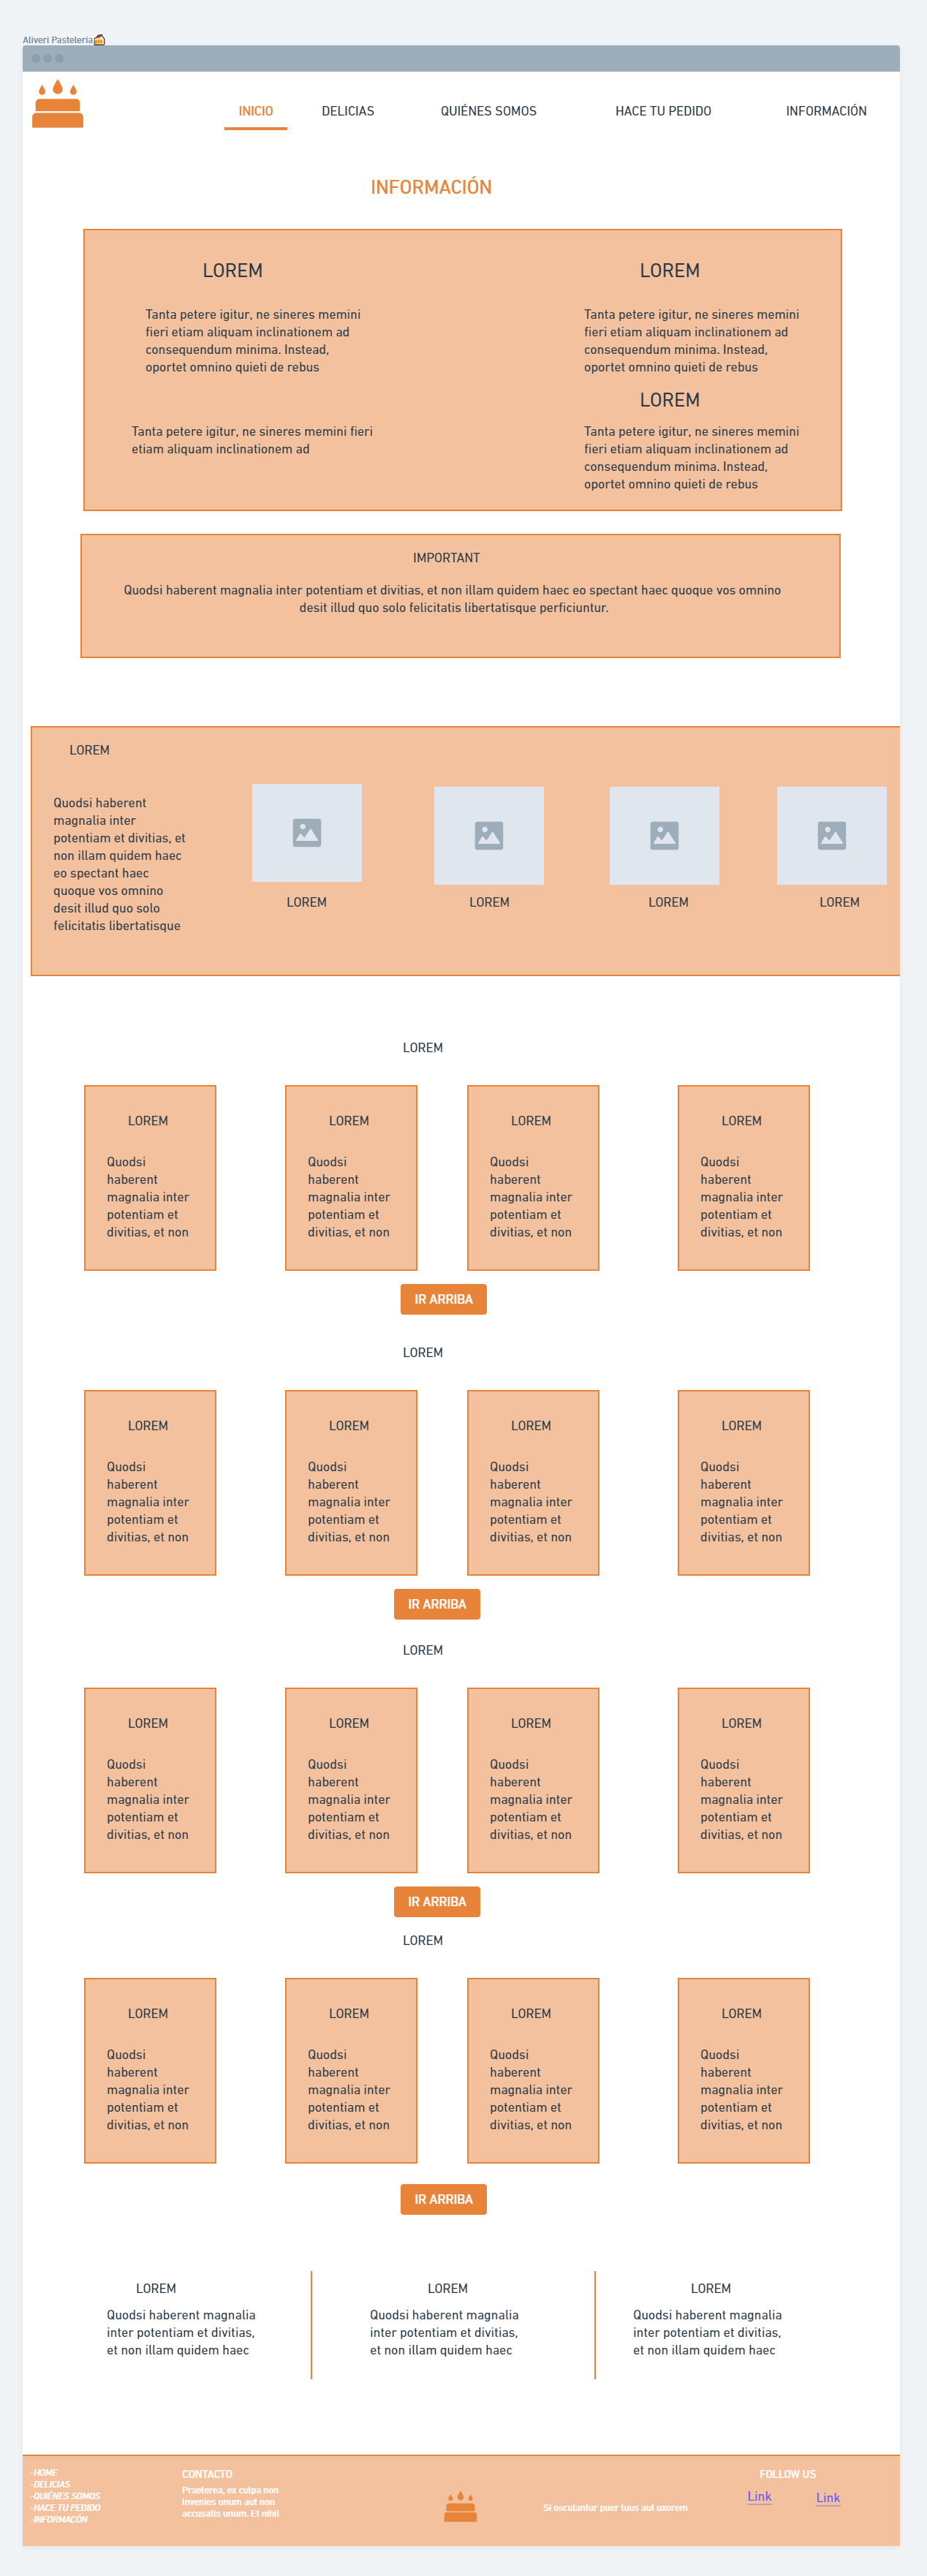 Aliveri Pasteleria
INICIO
DELICIAS
QUIÉNES SOMOS
HACE TU PEDIDO
INFORMACIÓN
INFORMACIÓN
LOREM
Tanta petere igitur, ne sineres memini
fieri etiam aliquam inclinationem ad
consequendum minima. Instead,
oportet omnino quieti de rebus
Tanta petere igitur, ne sineres memini fieri
etiam aliquam inclinationem ad
LOREM
Tanta petere igitur, ne sineres memini
fieri etiam aliquam inclinationem ad
consequendum minima. Instead,
oportet omnino quieti de rebus
LOREM
Tanta petere igitur, ne sineres memini
fieri etiam aliquam inclinationem ad
consequendum minima. Instead,
oportet omnino quieti de rebus
IMPORTANT
Quodsi haberent magnalia inter potentiam et divitias, et non illam quidem haec eo spectant haec quoque vos omnino
desit illud quo solo felicitatis libertatisque perficiuntur.
LOREM
Quodsi haberent
magnalia inter
potentiam et divitias, et
non illam quidem haec
eo spectant haec
quoque vos omnino
desit illud quo solo
felicitatis libertatisque
LOREM
LOREM
LOREM
LOREM
LOREM
LOREM
Quodsi
haberent
magnalia inter
potentiam et
divitias, et non
LOREM
Quodsi
haberent
magnalia inter
potentiam et
divitias, et non
LOREM
Quodsi
haberent
magnalia inter
potentiam et
divitias, et non
LOREM
Quodsi
haberent
magnalia inter
potentiam et
divitias, et non
IR ARRIBA
LOREM
LOREM
Quodsi
haberent
magnalia inter
potentiam et
divitias, et non
LOREM
Quodsi
haberent
magnalia inter
potentiam et
divitias, et non
LOREM
Quodsi
haberent
magnalia inter
potentiam et
divitias, et non
LOREM
Quodsi
haberent
magnalia inter
potentiam et
divitias, et non
IR ARRIBA
LOREM
LOREM
Quodsi
haberent
magnalia inter
potentiam et
divitias, et non
LOREM
Quodsi
haberent
magnalia inter
potentiam et
divitias, et non
LOREM
Quodsi
haberent
magnalia inter
potentiam et
divitias, et non
LOREM
Quodsi
haberent
magnalia inter
potentiam et
divitias, et non
IR ARRIBA
LOREM
LOREM
Quodsi
haberent
magnalia inter
potentiam et
divitias, et non
LOREM
Quodsi
haberent
magnalia inter
potentiam et
divitias, et non
LOREM
Quodsi
haberent
magnalia inter
potentiam et
divitias, et non
LOREM
Quodsi
haberent
magnalia inter
potentiam et
divitias, et non
IR ARRIBA
LOREM
Quodsi haberent magnalia
inter potentiam et divitias,
et non illam quidem haec
LOREM
Quodsi haberent magnalia
inter potentiam et divitias,
et non illam quidem haec
LOREM
Quodsi haberent magnalia
inter potentiam et divitias,
et non illam quidem haec
-HOME
-DELICIAS
-QUIÉNES SOMOS
-HACE TU PEDIDO
-INFORMACÓN
CONTACTO
Praeterea, ex culpa non
invenies unum aut non
accusatis unum. Et nihil
Si osculantur puer tuus aut uxorem
FOLLOW US
Link
Link